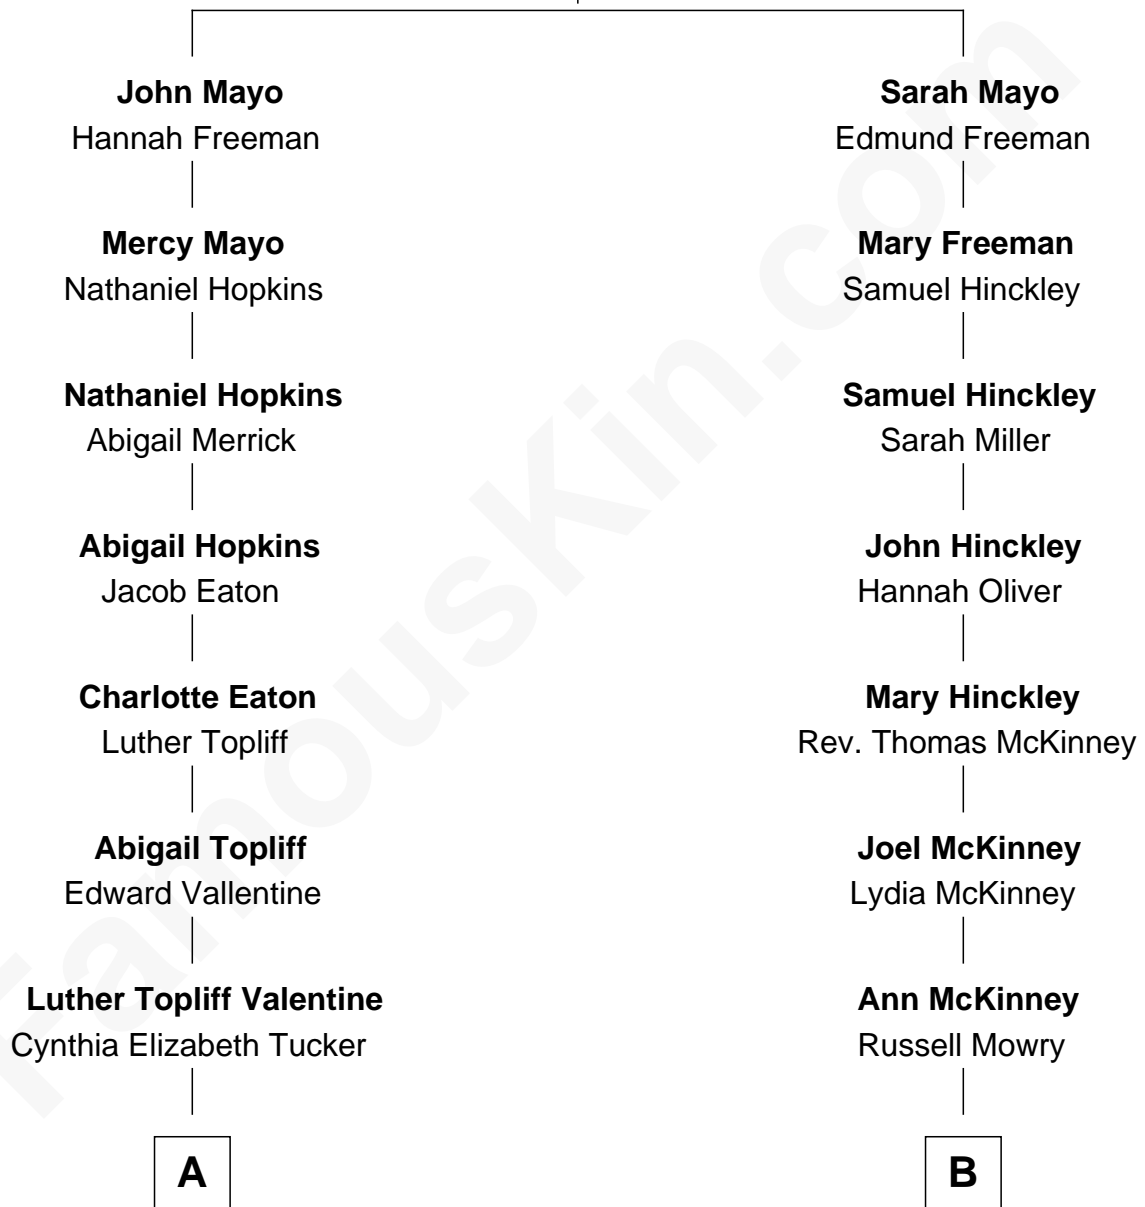 John Mayo
Hannah Freeman
Mercy Mayo
Nathaniel Hopkins
Nathaniel Hopkins
Abigail Merrick
Abigail Hopkins
Jacob Eaton
Charlotte Eaton
Luther Topliff
Abigail Topliff
Edward Vallentine
Luther Topliff Valentine
Cynthia Elizabeth Tucker
A
Sarah Mayo
Edmund Freeman
Mary Freeman
Samuel Hinckley
Samuel Hinckley
Sarah Miller
John Hinckley
Hannah Oliver
Mary Hinckley
Rev. Thomas McKinney
Joel McKinney
Lydia McKinney
Ann McKinney
Russell Mowry
B
FamousKin.com